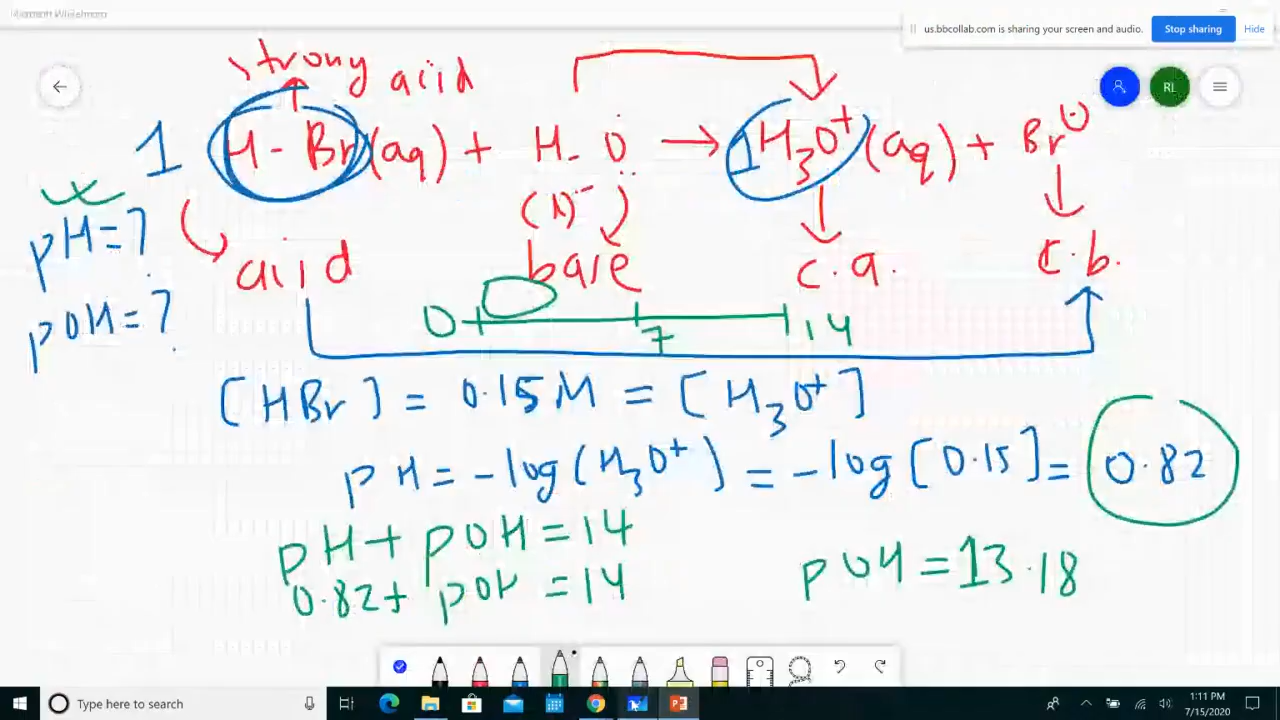 Microsoft Whiteboard
us.bbcollab.com is sharing your screen and audio. Stop sharing Hide
strong acid
RL
1 H - Br (aq) + H - O → 1 H3O+ (aq) + Br⊖
pH = ?
acid base c.a. c.b.
pOH = ?
0 7 14
[HBr] = 0.15M = [H3O+]
pH = -log(H3O+) = -log[0.15] = 0.82
pH + pOH = 14
0.82 + pOH = 14 pOH = 13.18
Type here to search
1:11 PM
7/15/2020